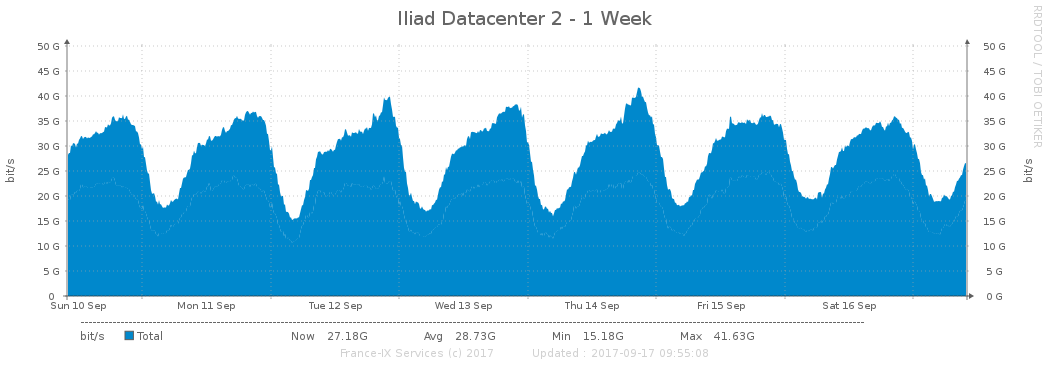 Iliad Datacenter 2 - 1 Week
RRDTOOL / TOBI OETIKER
bit/s
50 G
45 G
40 G
35 G
30 G
25 G
20 G
15 G
10 G
5 G
0
50 G
45 G
40 G
35 G
30 G
25 G
20 G
15 G
10 G
5 G
0 G
bit/s
Sun 10 Sep Mon 11 Sep Tue 12 Sep Wed 13 Sep Thu 14 Sep Fri 15 Sep Sat 16 Sep
bit/s Total Now 27.18G Avg 28.73G Min 15.18G Max 41.63G
France-IX Services (c) 2017 Updated : 2017-09-17 09:55:08